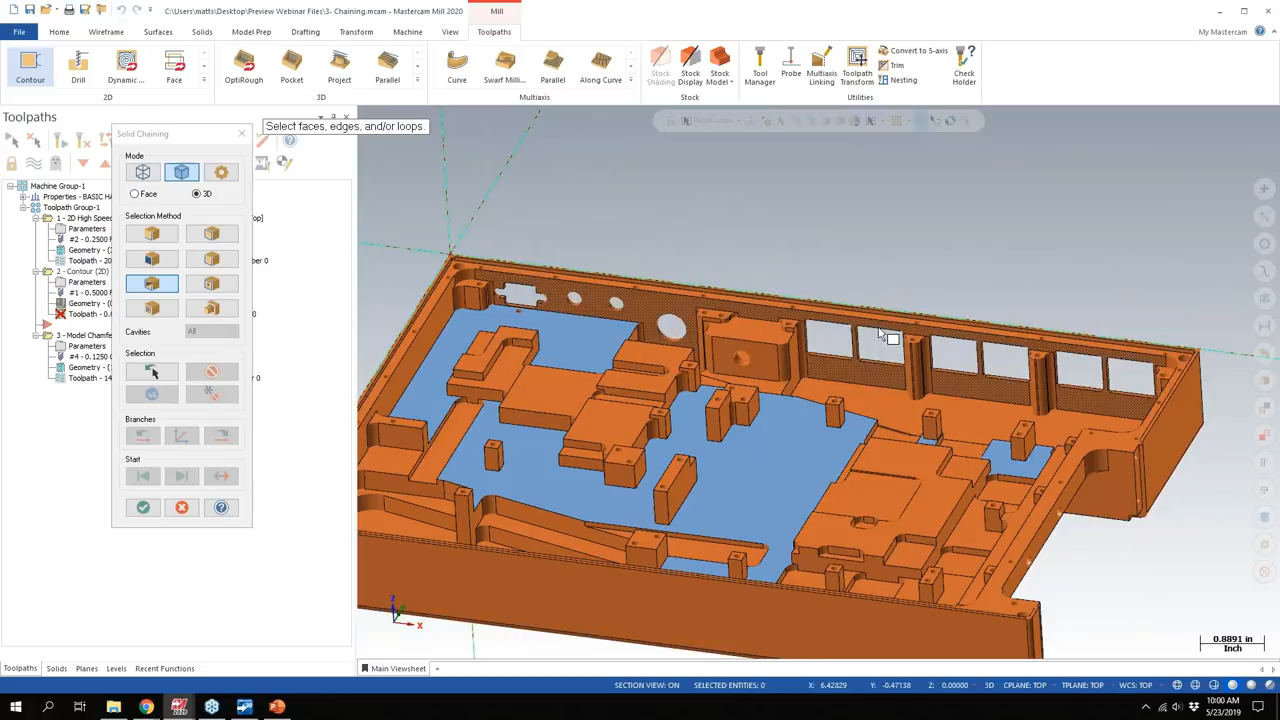 C:\Users\matts\Desktop\Preview Webinar Files\3- Chaining.mcam - Mastercam Mill 2020
Mill
File Home Wireframe Surfaces Solids Model Prep Drafting Transform Machine View Toolpaths
My Mastercam
Contour Drill Dynamic ... Face
OptiRough Pocket Project Parallel
Curve Swarf Milli... Parallel Along Curve
Stock Shading Stock Display Stock Model
Tool Manager Probe Multiaxis Linking Toolpath Transform
Convert to 5-axis
Trim
Nesting
Check Holder
2D 3D Multiaxis Stock Utilities
Toolpaths
Solid Chaining
Select faces, edges, and/or loops.
Mode
Face 3D
Selection Method
Cavities All
Selection
Branches
Start
Machine Group-1
Properties - BASIC HA
Toolpath Group-1
1 - 2D High Speed
op]
Parameters
#2 - 0.2500 F
Geometry - (
Toolpath - 20
ber 0
2 - Contour (2D)
Parameters
#1 - 0.5000 F
Geometry - (
Toolpath - 0.
ram number 0
3 - Model Chamfe
Parameters
#4 - 0.1250 C
Geometry - (
Toolpath - 14
r 0
0.8891 in
Inch
Toolpaths Solids Planes Levels Recent Functions
Main Viewsheet
Z
Y
X
SECTION VIEW: ON SELECTED ENTITIES: 0 X: 6.42829 Y: -0.47138 Z: 0.00000 3D CPLANE: TOP TPLANE: TOP WCS: TOP
10:00 AM
5/23/2019